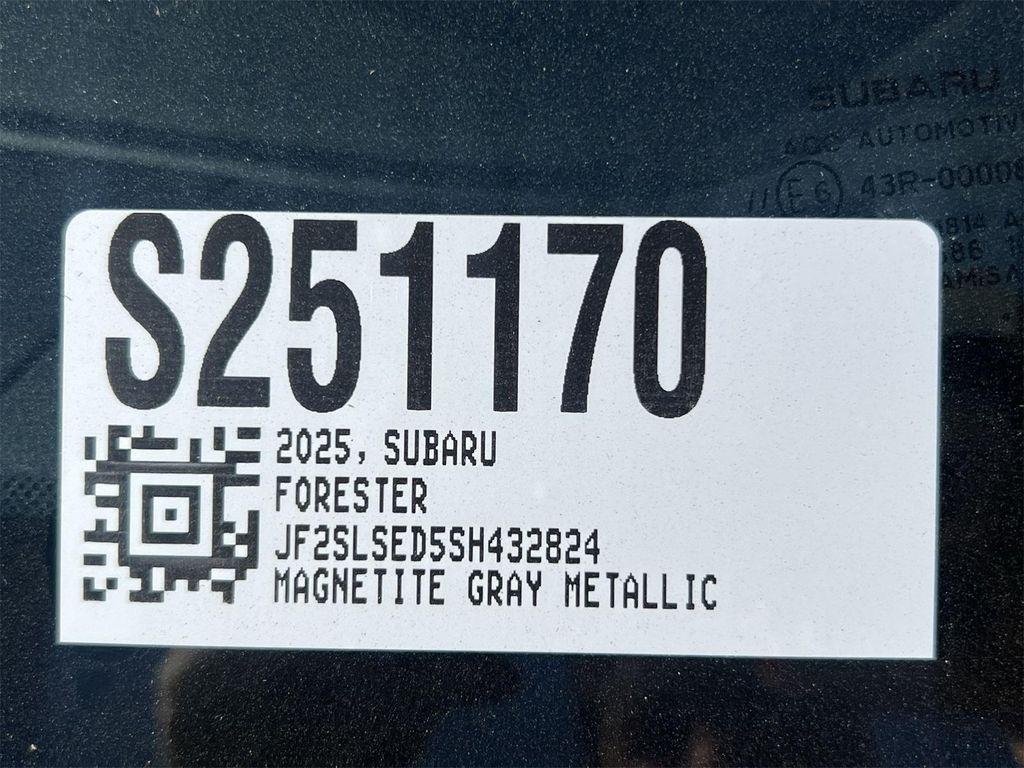 SUBARU
AGC AUTOMOTIVE
E6 43R-00008
S251170
2025, SUBARU
FORESTER
JF2SLSED5SH432824
MAGNETITE GRAY METALLIC